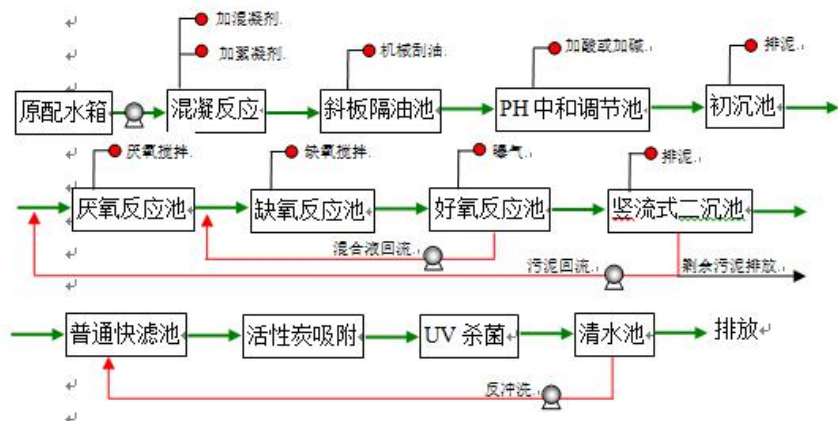 加混凝剂.
加絮凝剂.
机械刮油.
加酸或加碱.
排泥.
原配水箱
混凝反应
斜板隔油池
PH 中和调节池
初沉池
厌氧搅拌.
缺氧搅拌.
曝气.
排泥.
厌氧反应池
缺氧反应池
好氧反应池
竖流式二沉池
混合液回流.
污泥回流.
剩余污泥排放.
普通快滤池
活性炭吸附
UV 杀菌
清水池
排放
反冲洗.